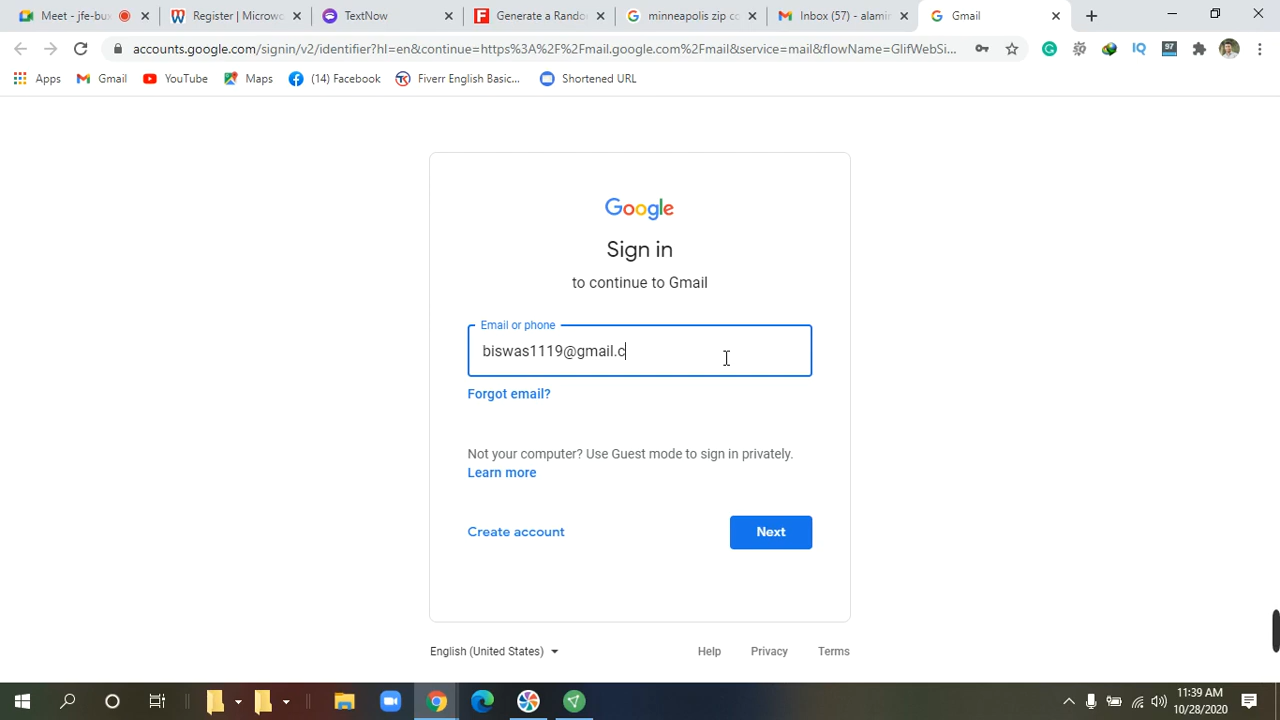 Meet - jfe-bux
Register | Microwo
TextNow
Generate a Rando
minneapolis zip co
Inbox (57) - alamin
Gmail
accounts.google.com/signin/v2/identifier?hl=en&continue=https%3A%2F%2Fmail.google.com%2Fmail&service=mail&flowName=GlifWebSi...
IQ
97
Apps
Gmail
YouTube
Maps
(14) Facebook
Fiverr English Basic...
Shortened URL
Google
Sign in
to continue to Gmail
Email or phone
biswas1119@gmail.c
Forgot email?
Not your computer? Use Guest mode to sign in privately.
Learn more
Create account
Next
English (United States)
Help
Privacy
Terms
11:39 AM
10/28/2020